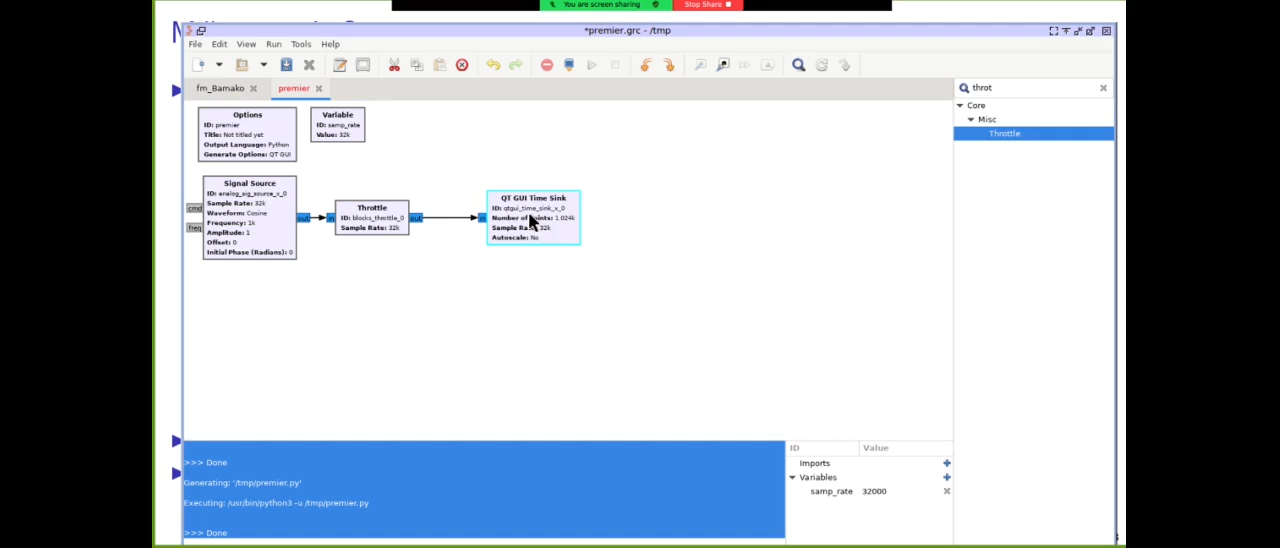 You are screen sharing
Stop Share
*premier.grc - /tmp
File Edit View Run Tools Help
fm_Bamako
premier
throt
Core
Misc
Throttle
Options
ID: premier
Title: Not titled yet
Output Language: Python
Generate Options: QT GUI
Variable
ID: samp_rate
Value: 32k
Signal Source
ID: analog_sig_source_x_0
Sample Rate: 32k
Waveform: Cosine
Frequency: 1k
Amplitude: 1
Offset: 0
Initial Phase (Radians): 0
cmd
freq
out
in
Throttle
ID: blocks_throttle_0
Sample Rate: 32k
out
in
QT GUI Time Sink
ID: qtgui_time_sink_x_0
Number of Points: 1.024k
Sample Ra 32k
Autoscale: No
>>> Done
Generating: '/tmp/premier.py'
Executing: /usr/bin/python3 -u /tmp/premier.py
>>> Done
ID Value
Imports
Variables
samp_rate 32000